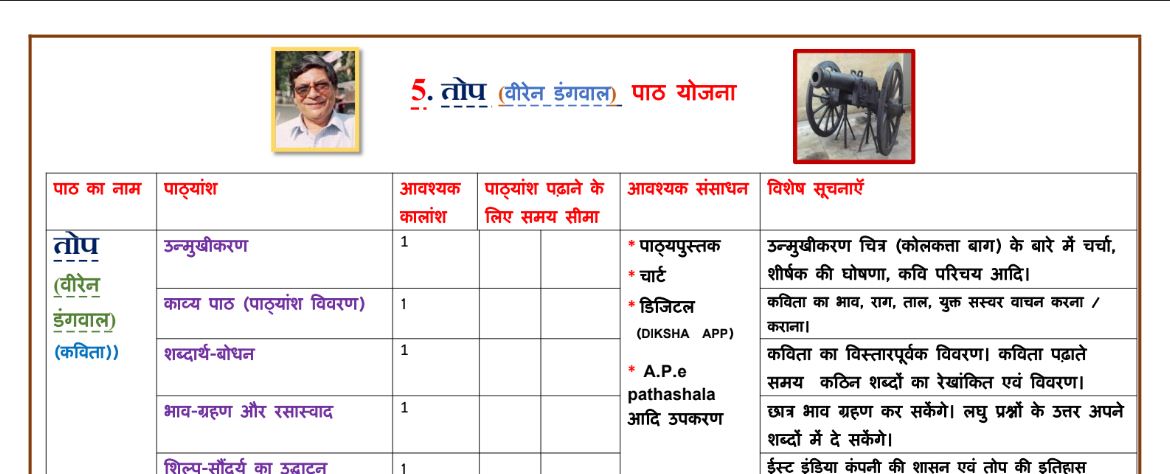 5. तोप (वीरेन डंगवाल) पाठ योजना
पाठ का नाम
पाठ्यांश
आवश्यक
कालांश
पाठ्यांश पढ़ाने के
लिए समय सीमा
आवश्यक संसाधन
विशेष सूचनाएँ
तोप
(वीरेन
डंगवाल)
(कविता))
उन्मुखीकरण
1
* पाठ्यपुस्तक
* चार्ट
* डिजिटल
(DIKSHA APP)
* A.P.e
pathashala
आदि उपकरण
उन्मुखीकरण चित्र (कोलकत्ता बाग) के बारे में चर्चा,
शीर्षक की घोषणा, कवि परिचय आदि।
काव्य पाठ (पाठ्यांश विवरण)
1
कविता का भाव, राग, ताल, युक्त सस्वर वाचन करना /
कराना।
शब्दार्थ-बोधन
1
कविता का विस्तारपूर्वक विवरण। कविता पढ़ाते
समय कठिन शब्दों का रेखांकित एवं विवरण।
भाव-ग्रहण और रसास्वाद
1
छात्र भाव ग्रहण कर सकेंगे। लघु प्रश्नों के उत्तर अपने
शब्दों में दे सकेंगे।
शिल्प-सौंदर्य का उद्घाटन
1
ईस्ट इंडिया कंपनी की शासन एवं तोप की इतिहास